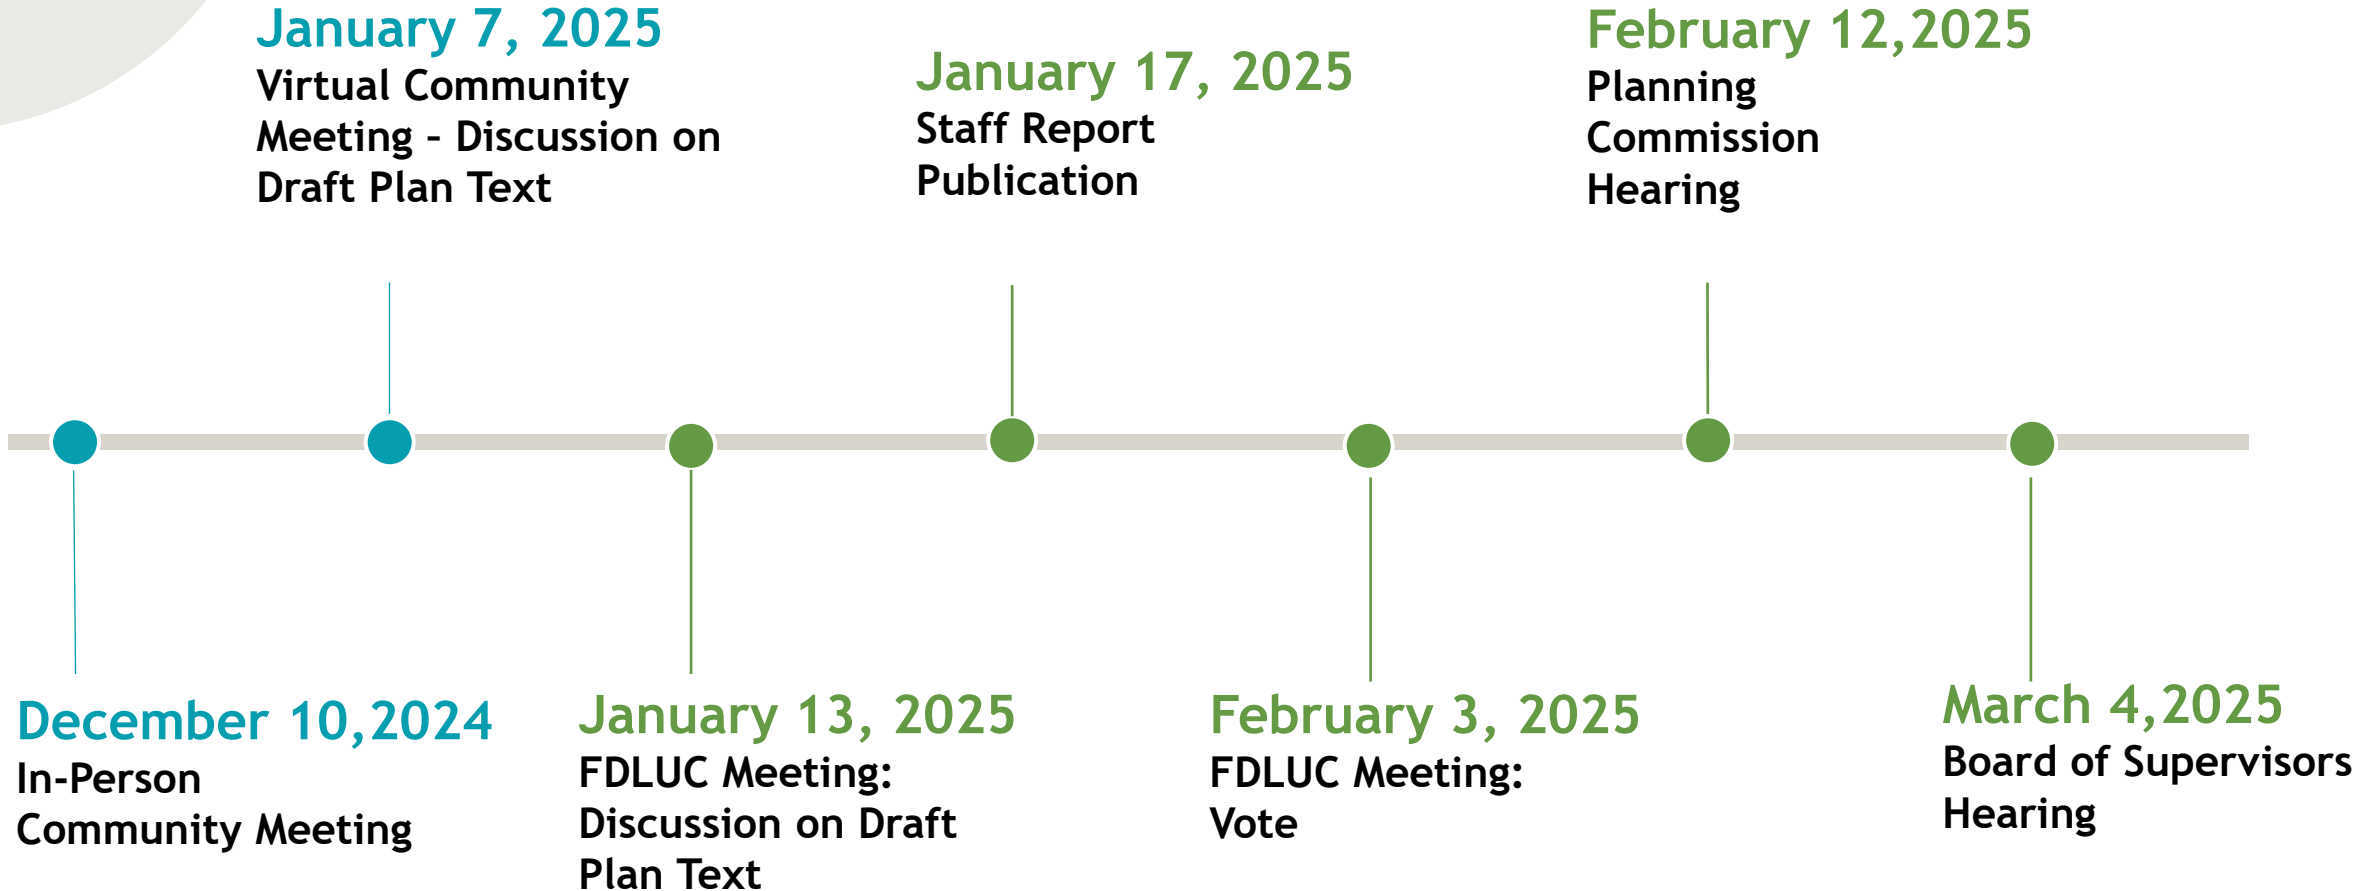 January 7, 2025
Virtual Community
Meeting – Discussion on
Draft Plan Text
January 17, 2025
Staff Report
Publication
February 12,2025
Planning
Commission
Hearing
December 10,2024
In-Person
Community Meeting
January 13, 2025
FDLUC Meeting:
Discussion on Draft
Plan Text
February 3, 2025
FDLUC Meeting:
Vote
March 4,2025
Board of Supervisors
Hearing